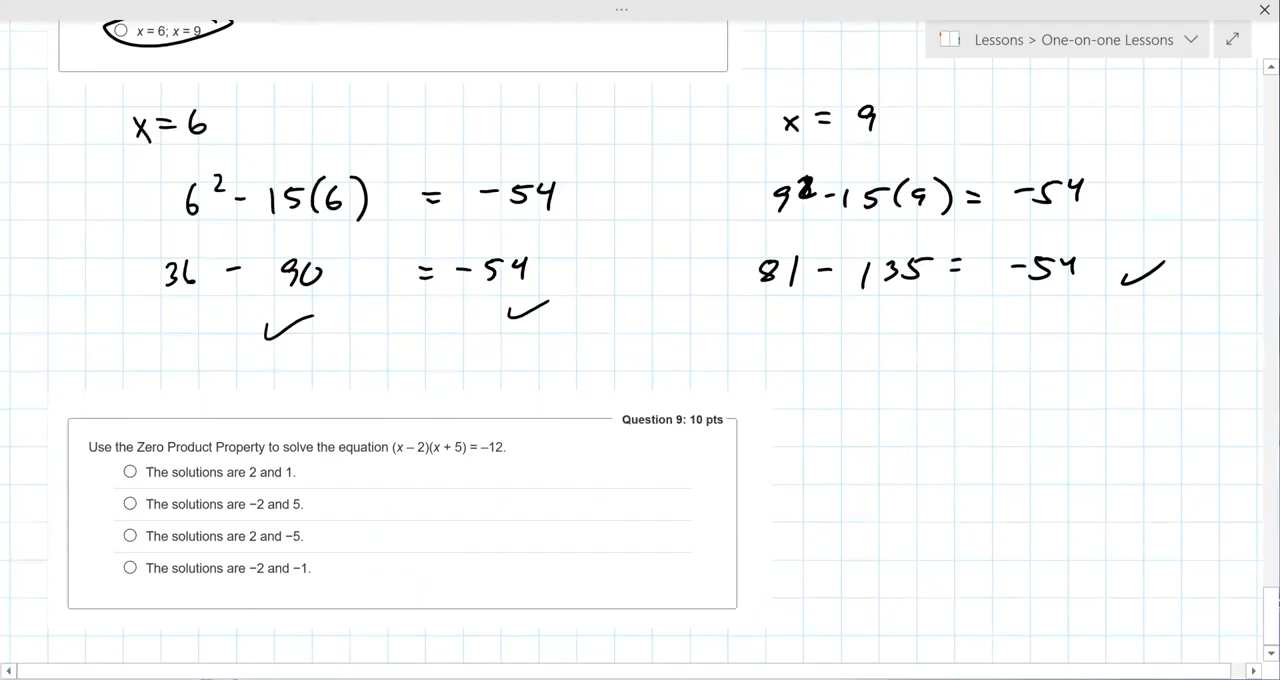 Lessons > One-on-one Lessons
x = 6; x = 9
x = 6
x = 9
6² - 15(6) = -54
9² - 15(9) = -54
36 - 90 = -54 ✓
✓
81 - 135 = -54 ✓
Question 9: 10 pts
Use the Zero Product Property to solve the equation (x – 2)(x + 5) = –12.
The solutions are 2 and 1.
The solutions are −2 and 5.
The solutions are 2 and −5.
The solutions are −2 and −1.